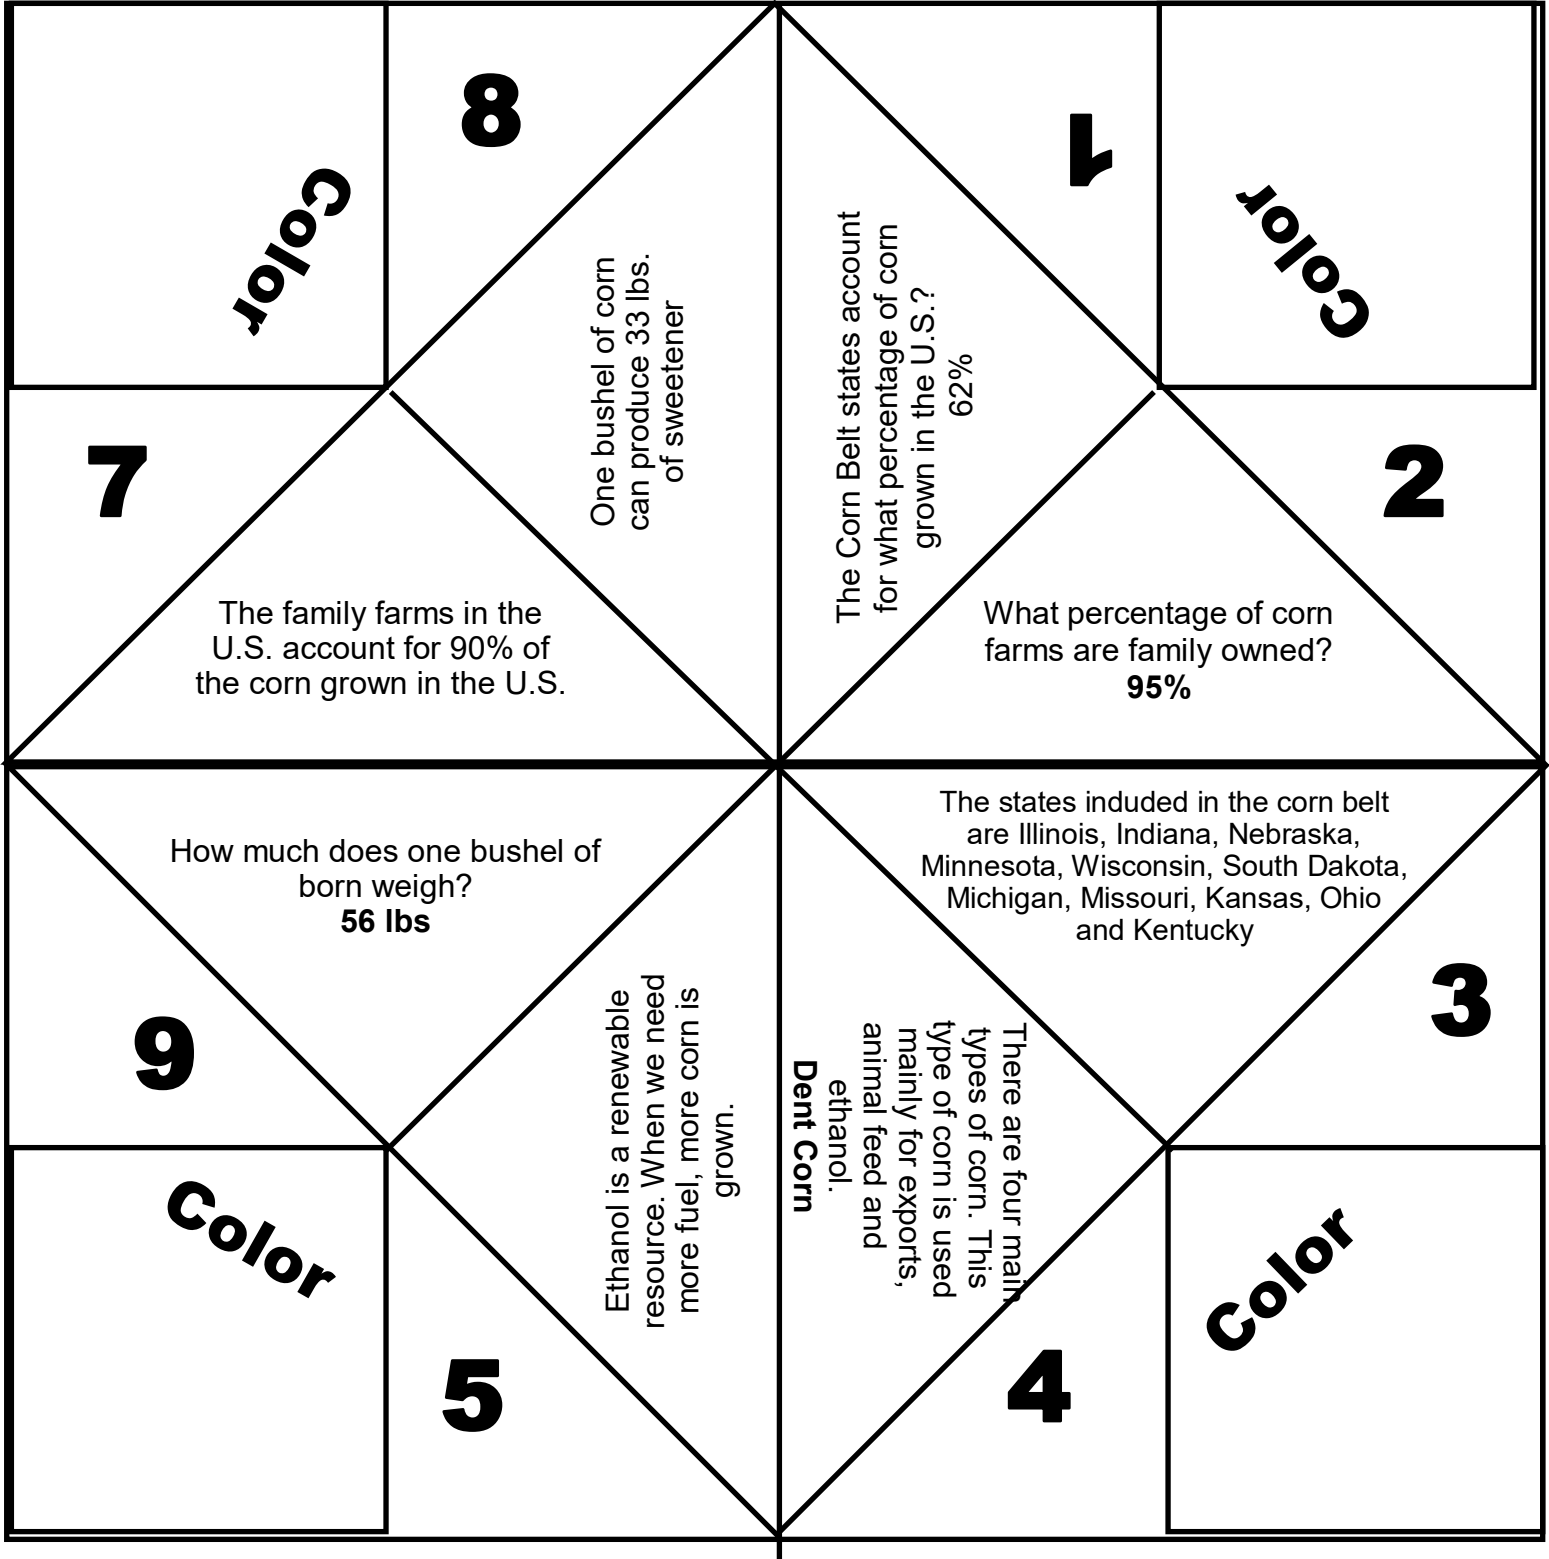 8
1
Color
Color
One bushel of corn
can produce 33 lbs.
of sweetener
The Corn Belt states account
for what percentage of corn
grown in the U.S.?
62%
7
2
The family farms in the
U.S. account for 90% of
the corn grown in the U.S.
What percentage of corn
farms are family owned?
95%
How much does one bushel of
born weigh?
56 lbs
The states induded in the corn belt
are Illinois, Indiana, Nebraska,
Minnesota, Wisconsin, South Dakota,
Michigan, Missouri, Kansas, Ohio
and Kentucky
9
3
Ethanol is a renewable
resource. When we need
more fuel, more corn is
grown.
There are four main
types of corn. This
type of corn is used
mainly for exports,
animal feed and
ethanol.
Dent Corn
Color
Color
5
4